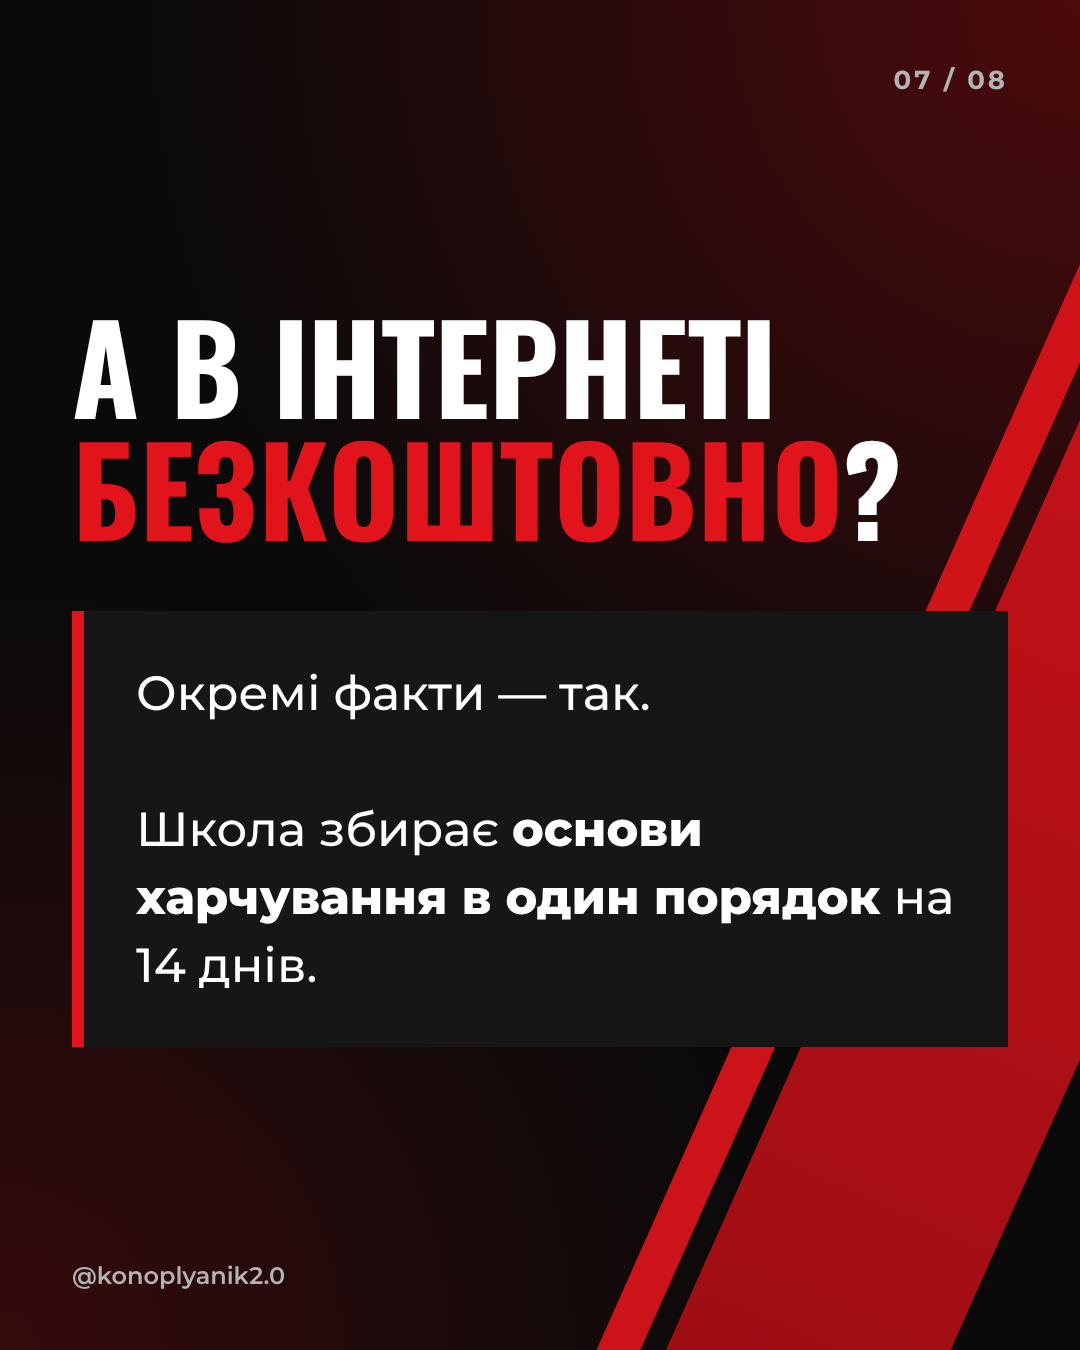 07 / 08
А В ІНТЕРНЕТІ
БЕЗКОШТОВНО?
Окремі факти — так.
Школа збирає основи
харчування в один порядок на
14 днів.
@konoplyanik2.0